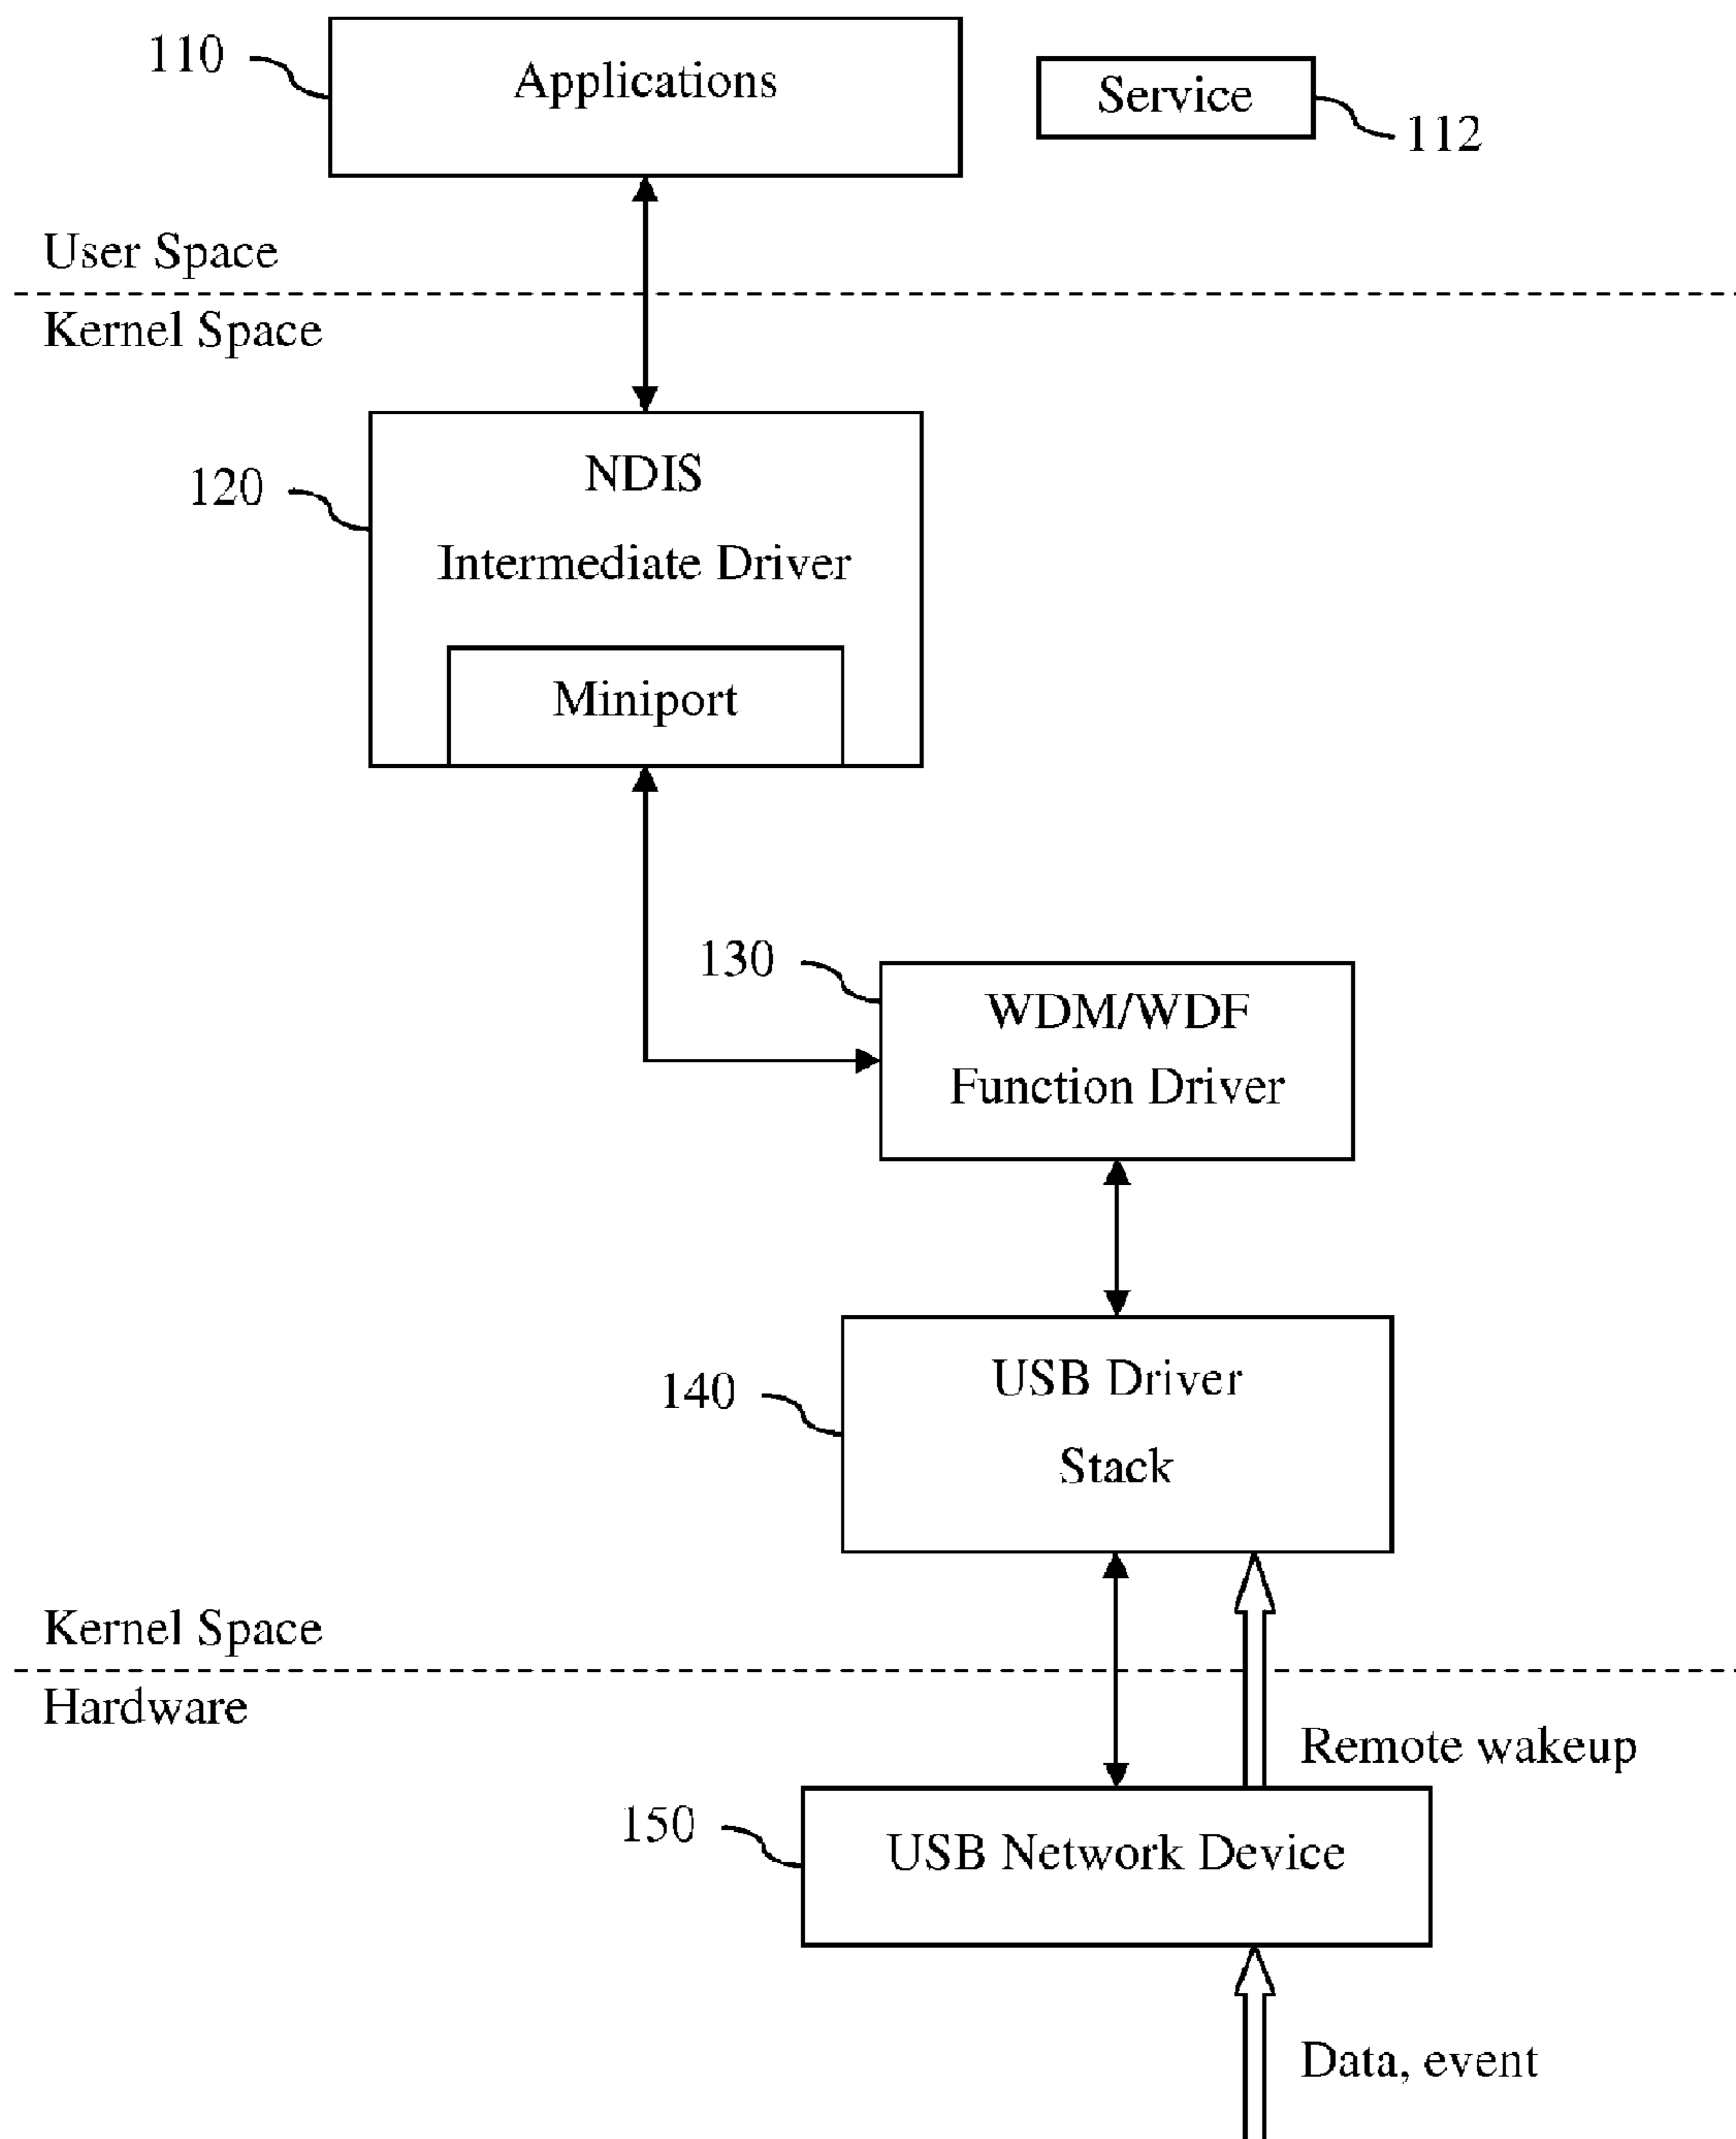 110
Applications
Service
112
User Space
Kernel Space
120
NDIS
Intermediate Driver
Miniport
130
WDM/WDF
Function Driver
140
USB Driver
Stack
Kernel Space
Hardware
Remote wakeup
150
USB Network Device
Data, event